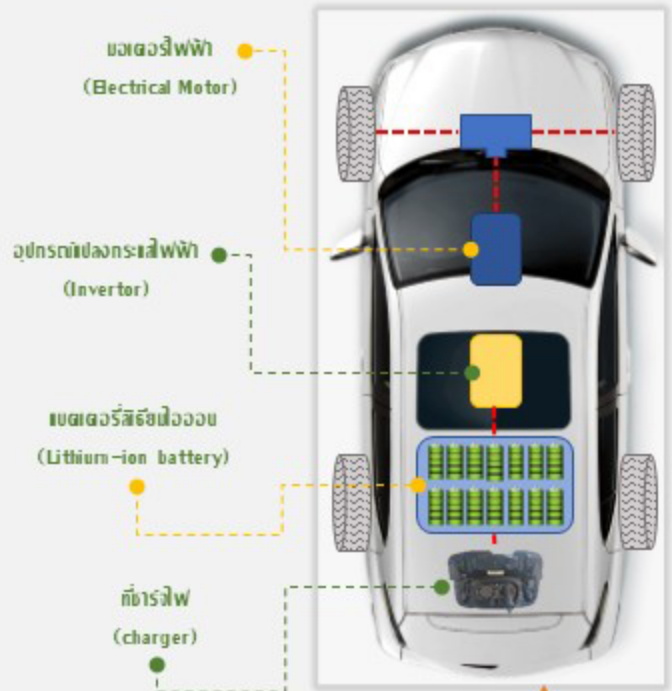 มอเตอร์ไฟฟ้า
(Electrical Motor)
อุปกรณ์แปลงกระแสไฟฟ้า
(Invertor)
แบตเตอรี่ลิเธียมไอออน
(Lithium-ion battery)
ที่ชาร์จไฟ
(charger)